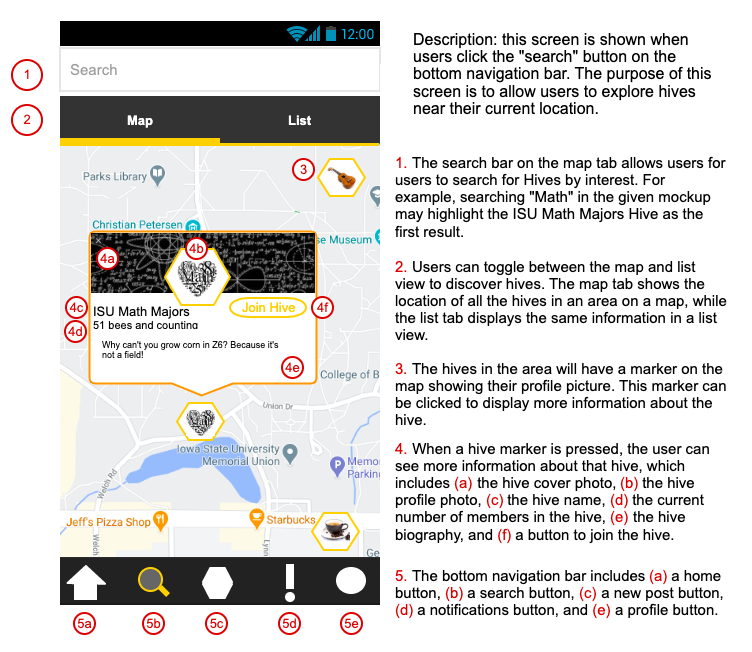 12:00
Description: this screen is shown when
users click the "search" button on the
bottom navigation bar. The purpose of this
screen is to allow users to explore hives
near their current location.
1
Search
2
Map
List
Parks Library
3
Christian Petersen
se Museum
4a
4b
4c
ISU Math Majors
Join Hive
4f
4d
51 bees and counting
Why can't you grow corn in Z6? Because it's
not a field!
4e
College of B
Union Dr
Iowa State University
Memorial Union
Memo
Parking
Welch Rd
Jeff's Pizza Shop
Starbucks
Welch
Lynn
Ge
5a
5b
5c
5d
5e
1. The search bar on the map tab allows users for
users to search for Hives by interest. For
example, searching "Math" in the given mockup
may highlight the ISU Math Majors Hive as the
first result.
2. Users can toggle between the map and list
view to discover hives. The map tab shows the
location of all the hives in an area on a map, while
the list tab displays the same information in a list
view.
3. The hives in the area will have a marker on the
map showing their profile picture. This marker can
be clicked to display more information about the
hive.
4. When a hive marker is pressed, the user can
see more information about that hive, which
includes (a) the hive cover photo, (b) the hive
profile photo, (c) the hive name, (d) the current
number of members in the hive, (e) the hive
biography, and (f) a button to join the hive.
5. The bottom navigation bar includes (a) a home
button, (b) a search button, (c) a new post button,
(d) a notifications button, and (e) a profile button.